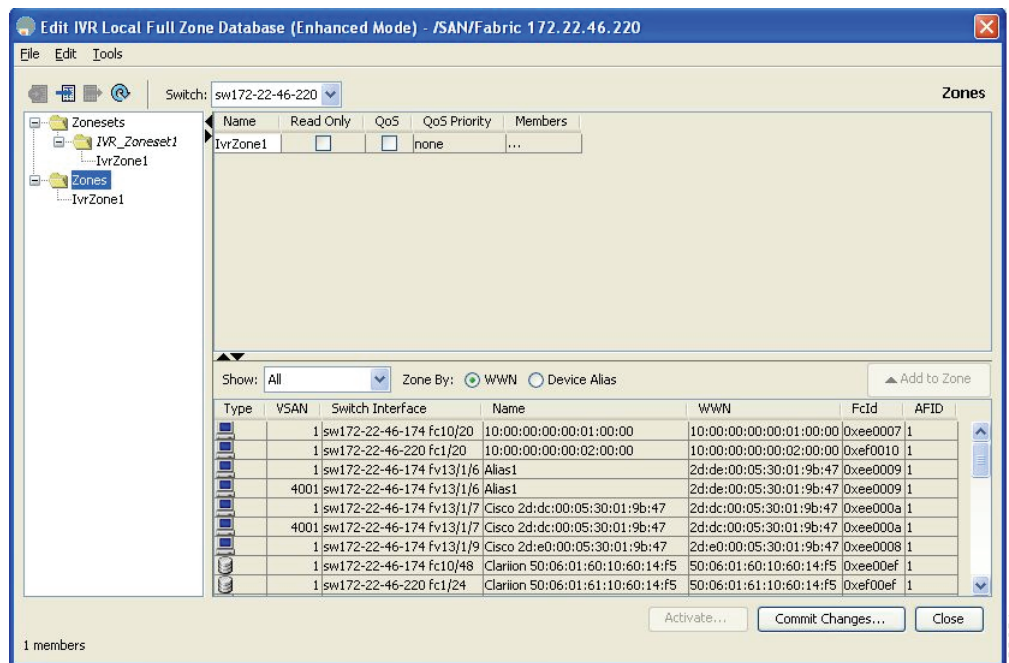 Edit IVR Local Full Zone Database (Enhanced Mode) - /SAN/Fabric 172.22.46.220
File Edit Tools
Switch: sw172-22-46-220
Zones
Zonesets
IVR_Zoneset1
IvrZone1
Zones
IvrZone1
Name Read Only QoS QoS Priority Members
IvrZone1 none ...
Show: All Zone By: WWN Device Alias Add to Zone
Type VSAN Switch Interface Name WWN FcId AFID
1 sw172-22-46-174 fc10/20 10:00:00:00:00:01:00:00 10:00:00:00:00:01:00:00 0xee0007 1
1 sw172-22-46-220 fc1/20 10:00:00:00:00:02:00:00 10:00:00:00:00:02:00:00 0xef0010 1
1 sw172-22-46-174 fv13/1/6 Alias1 2d:de:00:05:30:01:9b:47 0xee0009 1
4001 sw172-22-46-174 fv13/1/6 Alias1 2d:de:00:05:30:01:9b:47 0xee0009 1
1 sw172-22-46-174 fv13/1/7 Cisco 2d:dc:00:05:30:01:9b:47 2d:dc:00:05:30:01:9b:47 0xee000a 1
4001 sw172-22-46-174 fv13/1/7 Cisco 2d:dc:00:05:30:01:9b:47 2d:dc:00:05:30:01:9b:47 0xee000a 1
1 sw172-22-46-174 fv13/1/9 Cisco 2d:e0:00:05:30:01:9b:47 2d:e0:00:05:30:01:9b:47 0xee0008 1
1 sw172-22-46-174 fc10/48 Clariion 50:06:01:60:10:60:14:f5 50:06:01:60:10:60:14:f5 0xee00ef 1
1 sw172-22-46-220 fc1/24 Clariion 50:06:01:61:10:60:14:f5 50:06:01:61:10:60:14:f5 0xef00ef 1
Activate... Commit Changes... Close
1 members